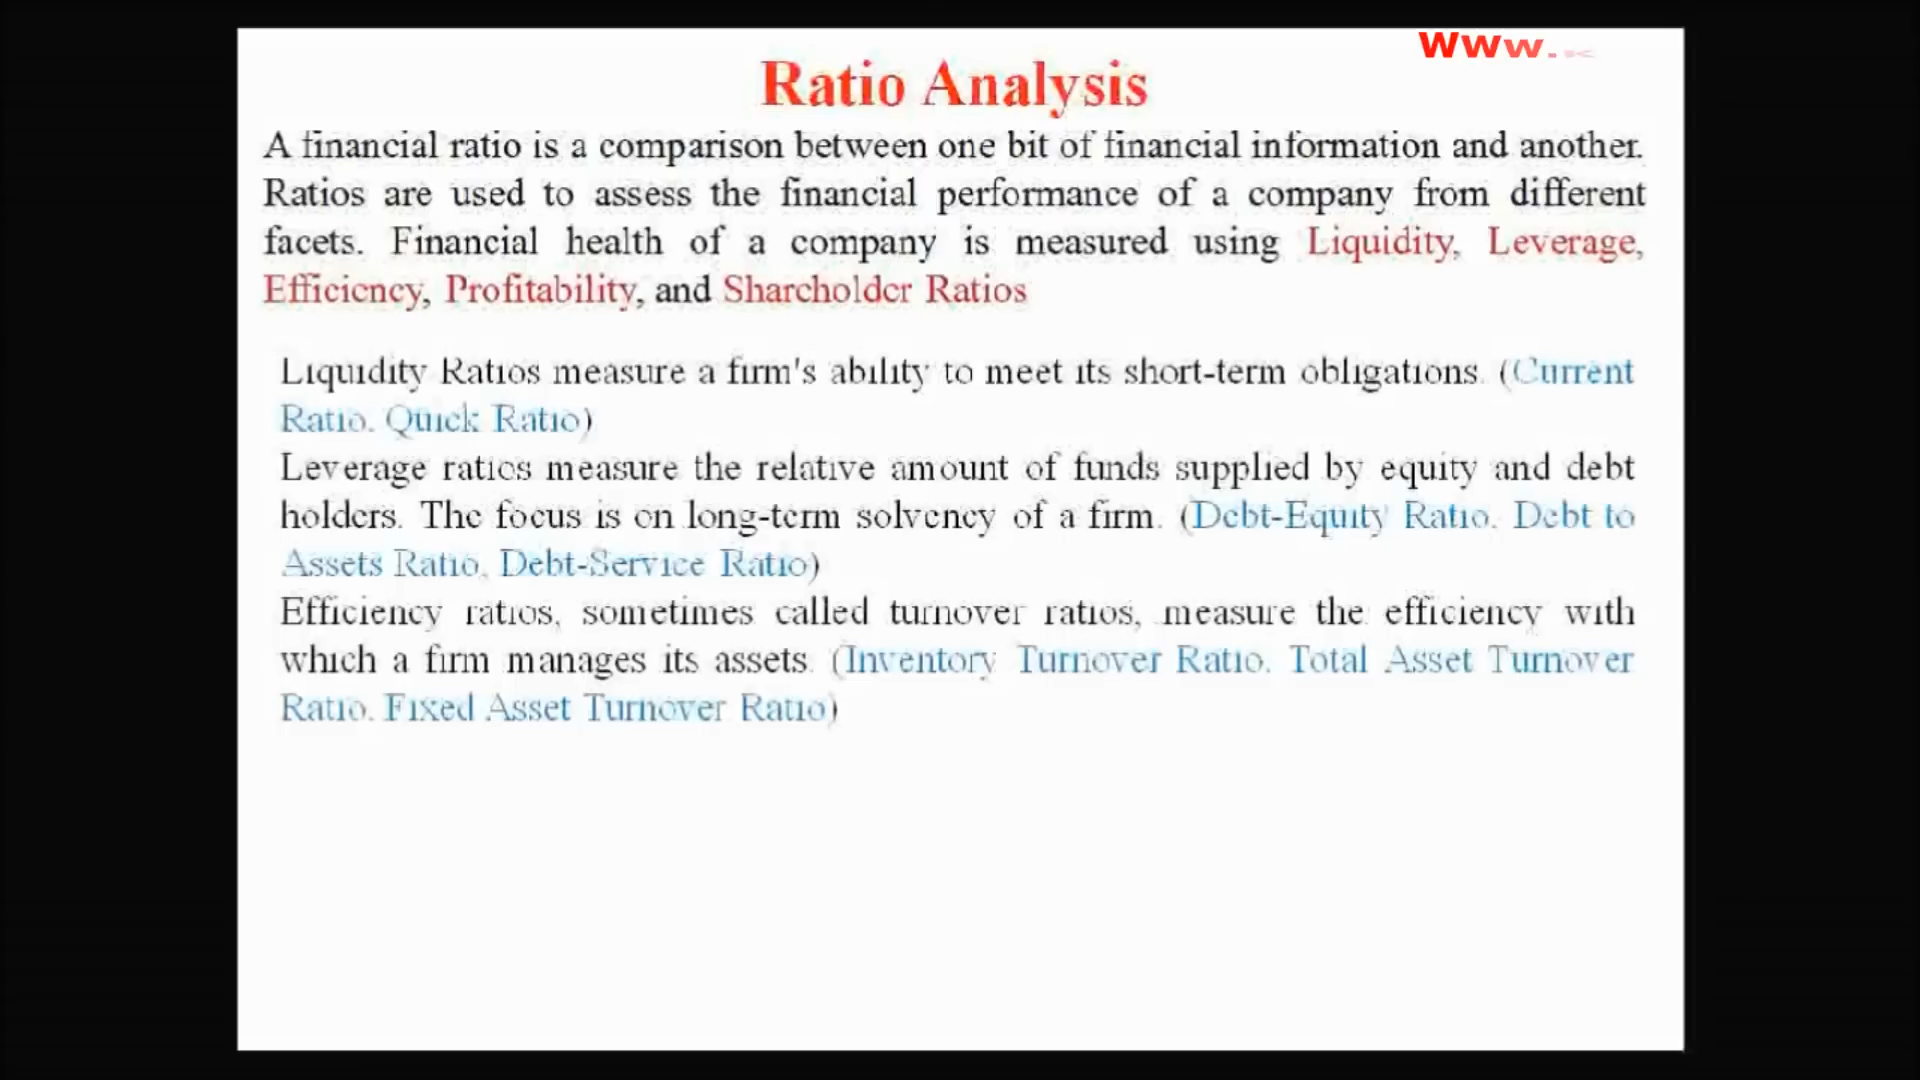 Www.
Ratio Analysis
A financial ratio is a comparison between one bit of financial information and another.
Ratios are used to assess the financial performance of a company from different
facets. Financial health of a company is measured using Liquidity, Leverage,
Efficiency, Profitability, and Shareholder Ratios
Liquidity Ratios measure a firm's ability to meet its short-term obligations. (Current
Ratio, Quick Ratio)
Leverage ratios measure the relative amount of funds supplied by equity and debt
holders. The focus is on long-term solvency of a firm. (Debt-Equity Ratio, Debt to
Assets Ratio, Debt-Service Ratio)
Efficiency ratios, sometimes called turnover ratios, measure the efficiency with
which a firm manages its assets. (Inventory Turnover Ratio, Total Asset Turnover
Ratio, Fixed Asset Turnover Ratio)